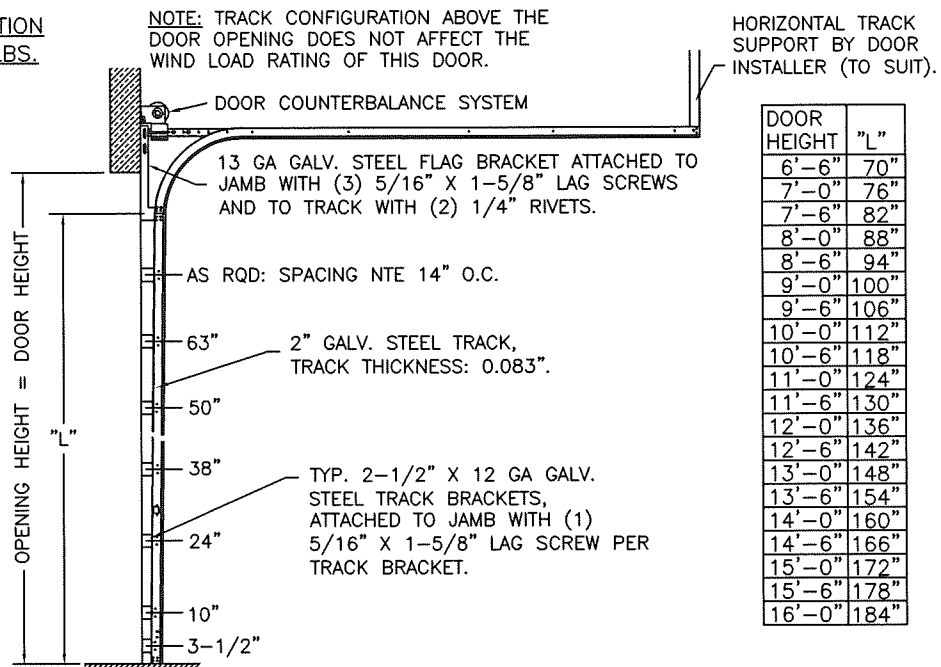 TION
LBS.
NOTE: TRACK CONFIGURATION ABOVE THE
DOOR OPENING DOES NOT AFFECT THE
WIND LOAD RATING OF THIS DOOR.
HORIZONTAL TRACK
SUPPORT BY DOOR
INSTALLER (TO SUIT).
DOOR COUNTERBALANCE SYSTEM
13 GA GALV. STEEL FLAG BRACKET ATTACHED TO
JAMB WITH (3) 5/16" X 1-5/8" LAG SCREWS
AND TO TRACK WITH (2) 1/4" RIVETS.
AS RQD: SPACING NTE 14" O.C.
63"
2" GALV. STEEL TRACK,
TRACK THICKNESS: 0.083".
50"
38"
TYP. 2-1/2" X 12 GA GALV.
STEEL TRACK BRACKETS,
ATTACHED TO JAMB WITH (1)
5/16" X 1-5/8" LAG SCREW PER
TRACK BRACKET.
24"
10"
3-1/2"
OPENING HEIGHT = DOOR HEIGHT
"L"
DOOR HEIGHT "L"
6'-6" 70"
7'-0" 76"
7'-6" 82"
8'-0" 88"
8'-6" 94"
9'-0" 100"
9'-6" 106"
10'-0" 112"
10'-6" 118"
11'-0" 124"
11'-6" 130"
12'-0" 136"
12'-6" 142"
13'-0" 148"
13'-6" 154"
14'-0" 160"
14'-6" 166"
15'-0" 172"
15'-6" 178"
16'-0" 184"